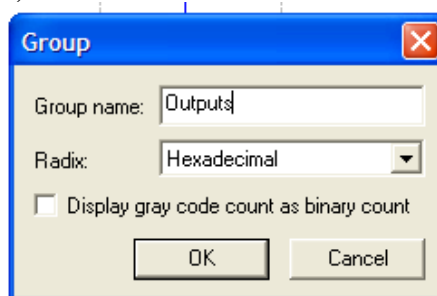 Group
Group name: Outputs
Radix: Hexadecimal
Display gray code count as binary count
OK Cancel